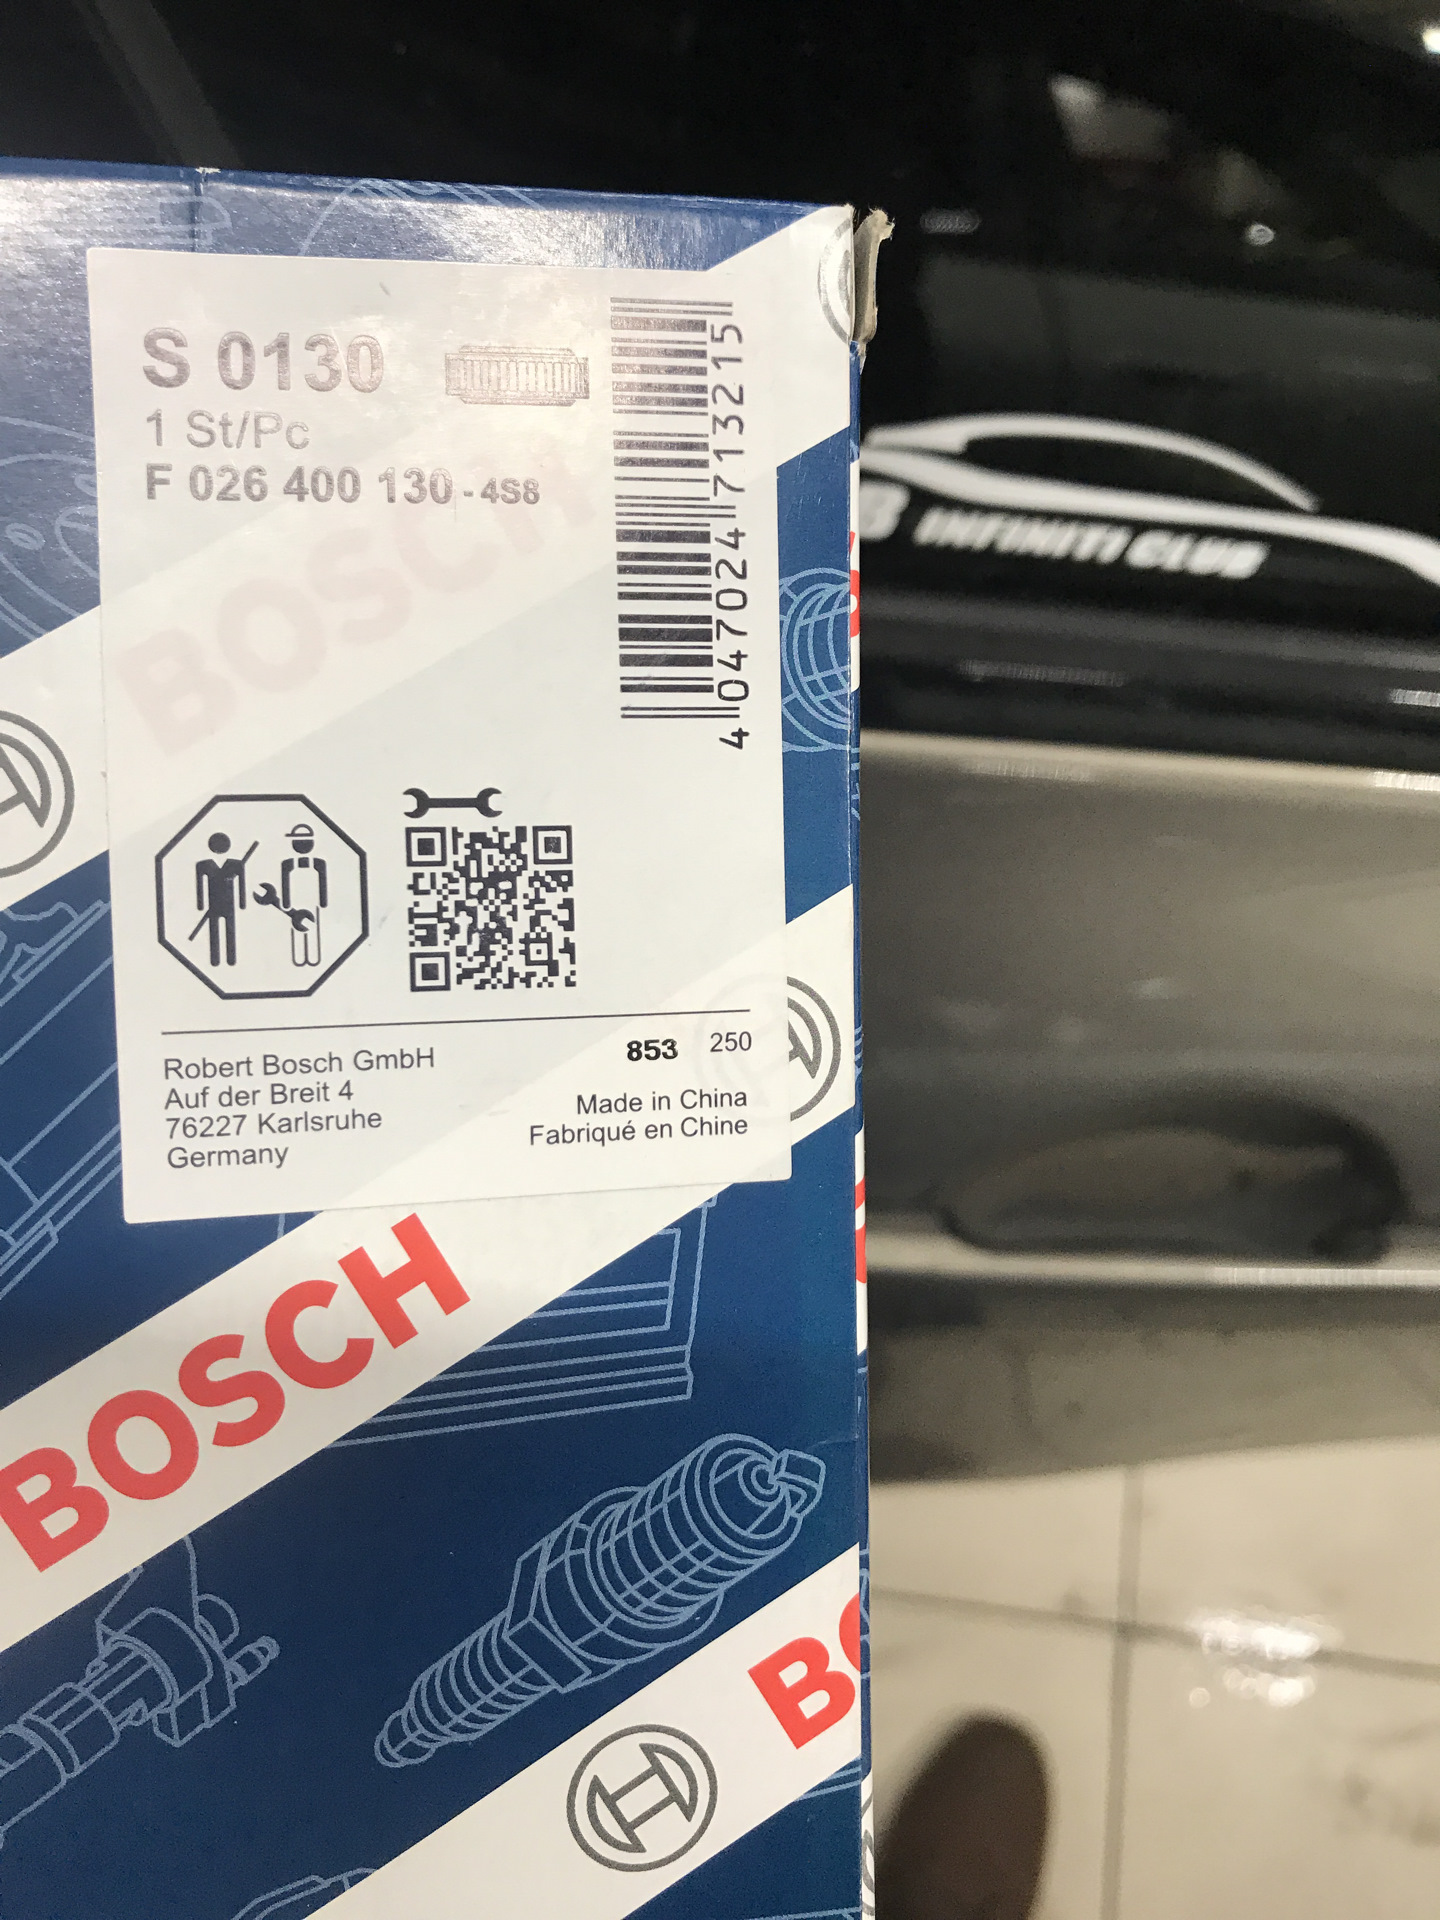 S 0130
1 St/Pc
F 026 400 130 - 4S8
4 047024 713215
BOSCH
Robert Bosch GmbH
Auf der Breit 4
76227 Karlsruhe
Germany
853 250
Made in China
Fabriqué en Chine
BOSCH
BO
INFINITI CLUB